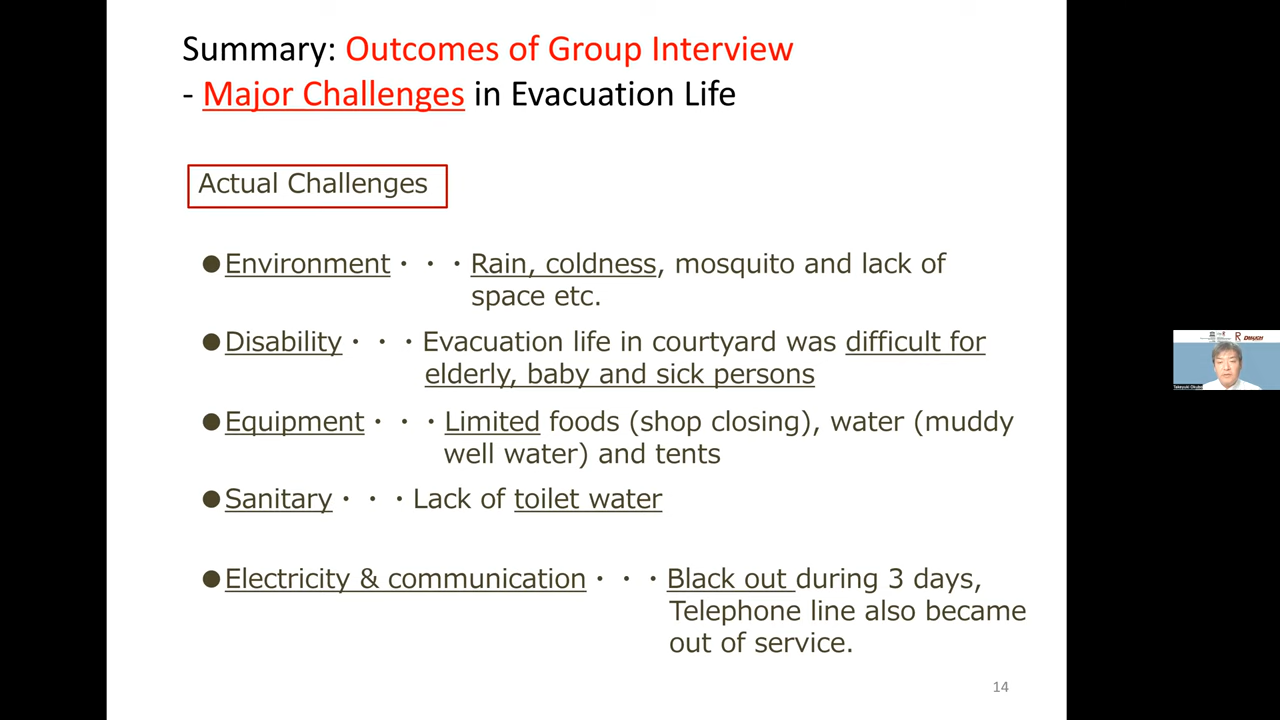 Summary: Outcomes of Group Interview
- Major Challenges in Evacuation Life
Actual Challenges
●Environment・・・Rain, coldness, mosquito and lack of
space etc.
●Disability・・・Evacuation life in courtyard was difficult for
elderly, baby and sick persons
●Equipment・・・Limited foods (shop closing), water (muddy
well water) and tents
●Sanitary・・・Lack of toilet water
●Electricity & communication・・・Black out during 3 days,
Telephone line also became
out of service.
14
R DMUCH